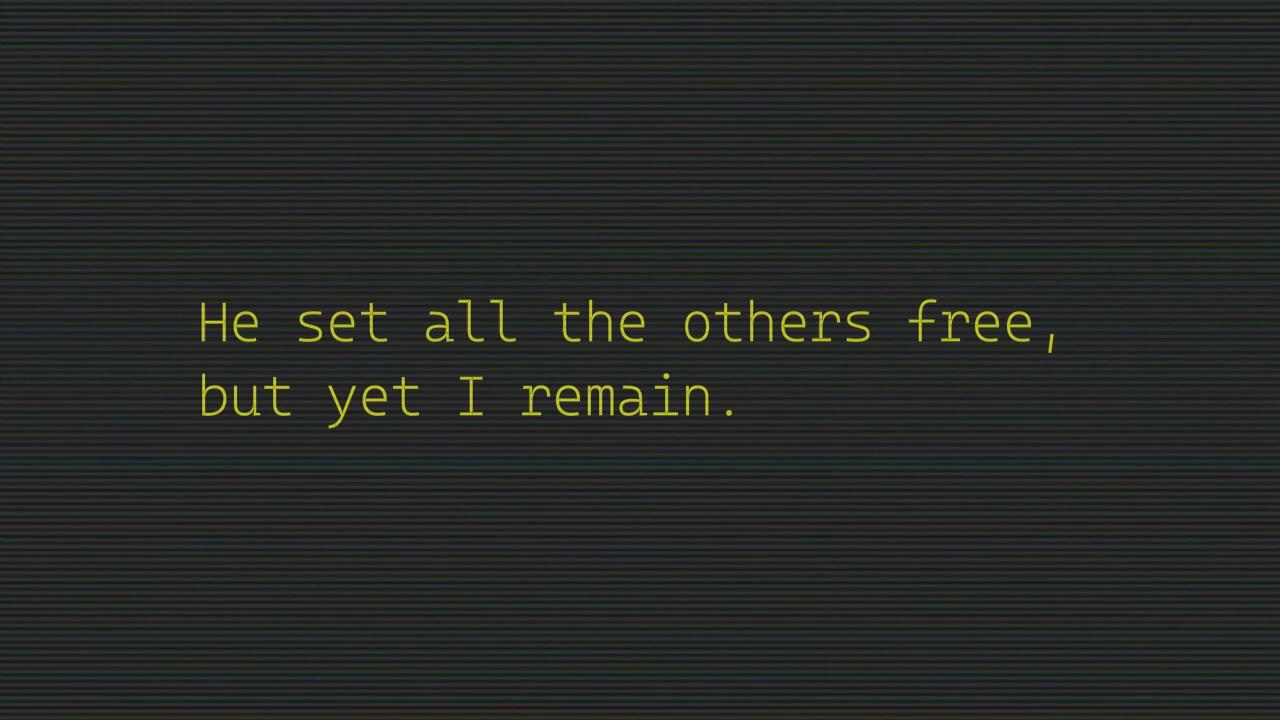 He set all the others free,
but yet I remain.